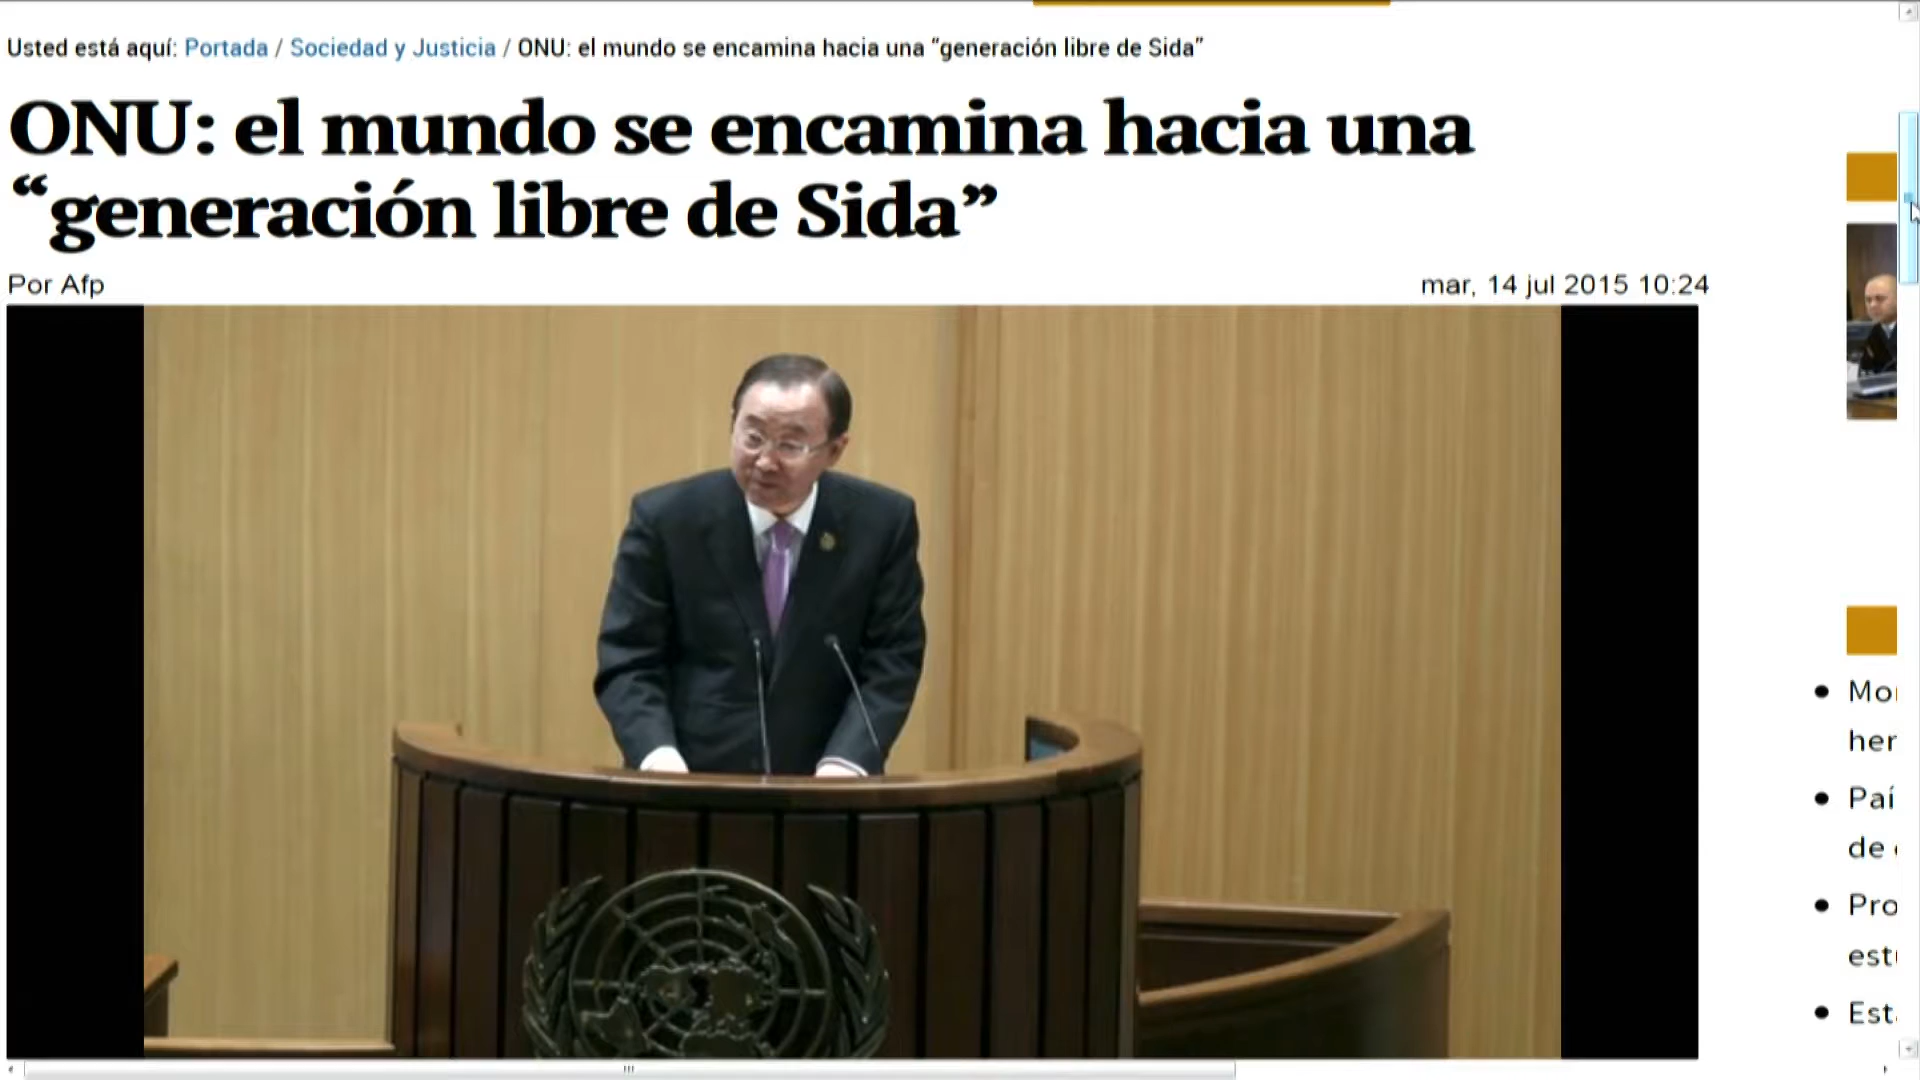 Usted está aquí: Portada / Sociedad y Justicia / ONU: el mundo se encamina hacia una “generación libre de Sida”
ONU: el mundo se encamina hacia una
“generación libre de Sida”
Por Afp
mar, 14 jul 2015 10:24
de